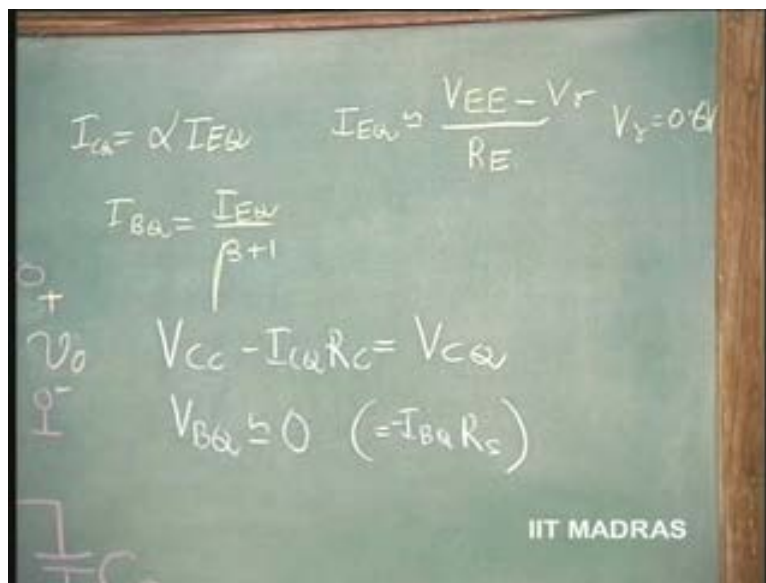 I_CQ = α I_EQ    I_EQ ≃ (V_EE − V_γ) / R_E    V_γ = 0.6V
I_BQ = I_EQ / (β+1)
+
v_o    V_CC − I_CQ R_C = V_CQ
−
V_BQ ≃ 0 (= −I_BQ R_S)
IIT MADRAS